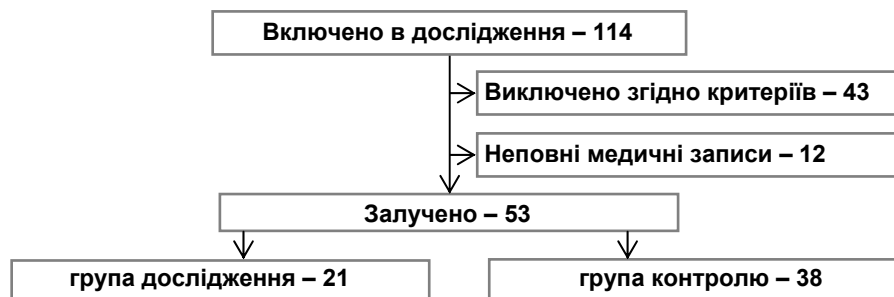 Включено в дослідження – 114
Виключено згідно критеріїв – 43
Неповні медичні записи – 12
Залучено – 53
група дослідження – 21
група контролю – 38